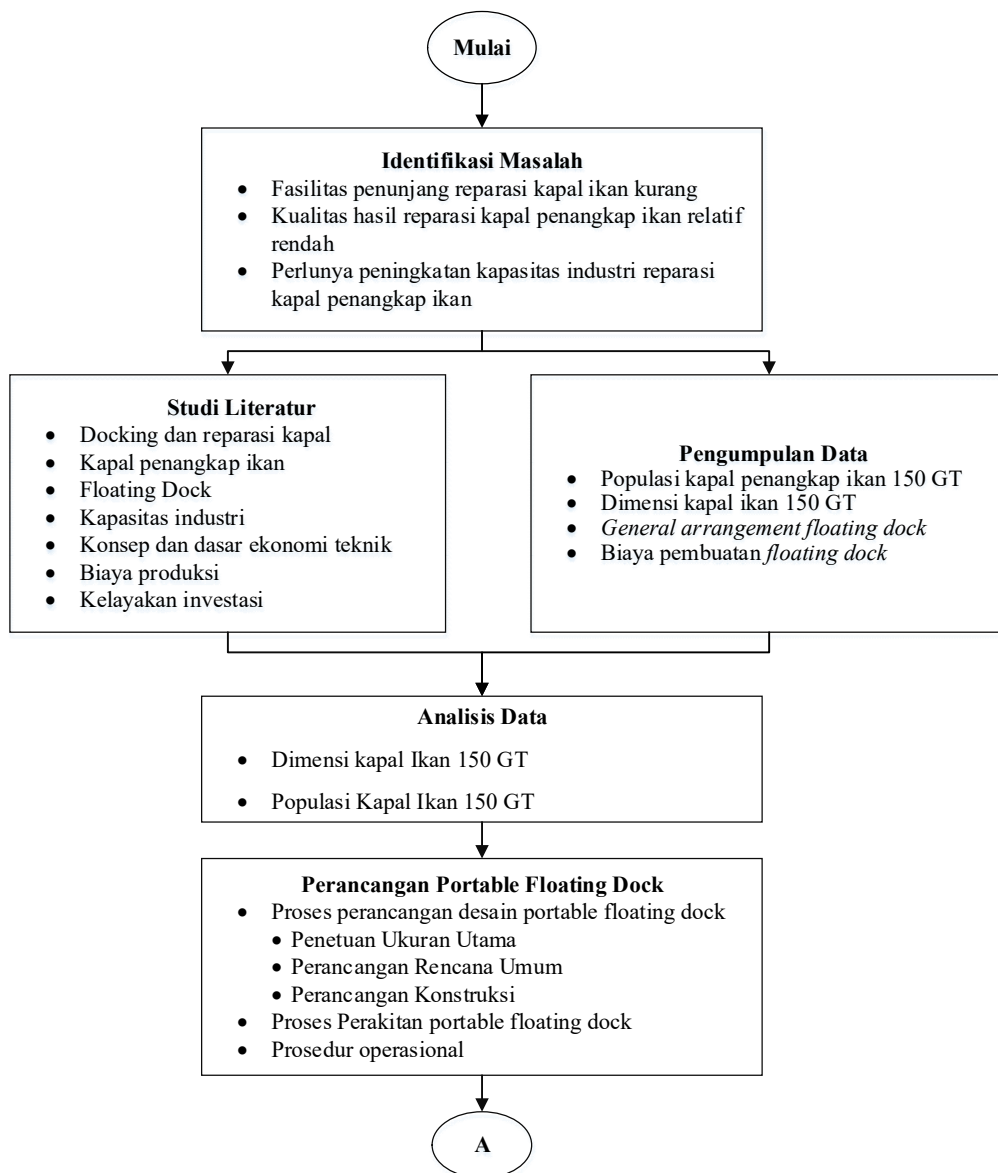 Mulai
Identifikasi Masalah
• Fasilitas penunjang reparasi kapal ikan kurang
• Kualitas hasil reparasi kapal penangkap ikan relatif
rendah
• Perlunya peningkatan kapasitas industri reparasi
kapal penangkap ikan
Studi Literatur
• Docking dan reparasi kapal
• Kapal penangkap ikan
• Floating Dock
• Kapasitas industri
• Konsep dan dasar ekonomi teknik
• Biaya produksi
• Kelayakan investasi
Pengumpulan Data
• Populasi kapal penangkap ikan 150 GT
• Dimensi kapal ikan 150 GT
• General arrangement floating dock
• Biaya pembuatan floating dock
Analisis Data
• Dimensi kapal Ikan 150 GT
• Populasi Kapal Ikan 150 GT
Perancangan Portable Floating Dock
• Proses perancangan desain portable floating dock
• Penetuan Ukuran Utama
• Perancangan Rencana Umum
• Perancangan Konstruksi
• Proses Perakitan portable floating dock
• Prosedur operasional
A